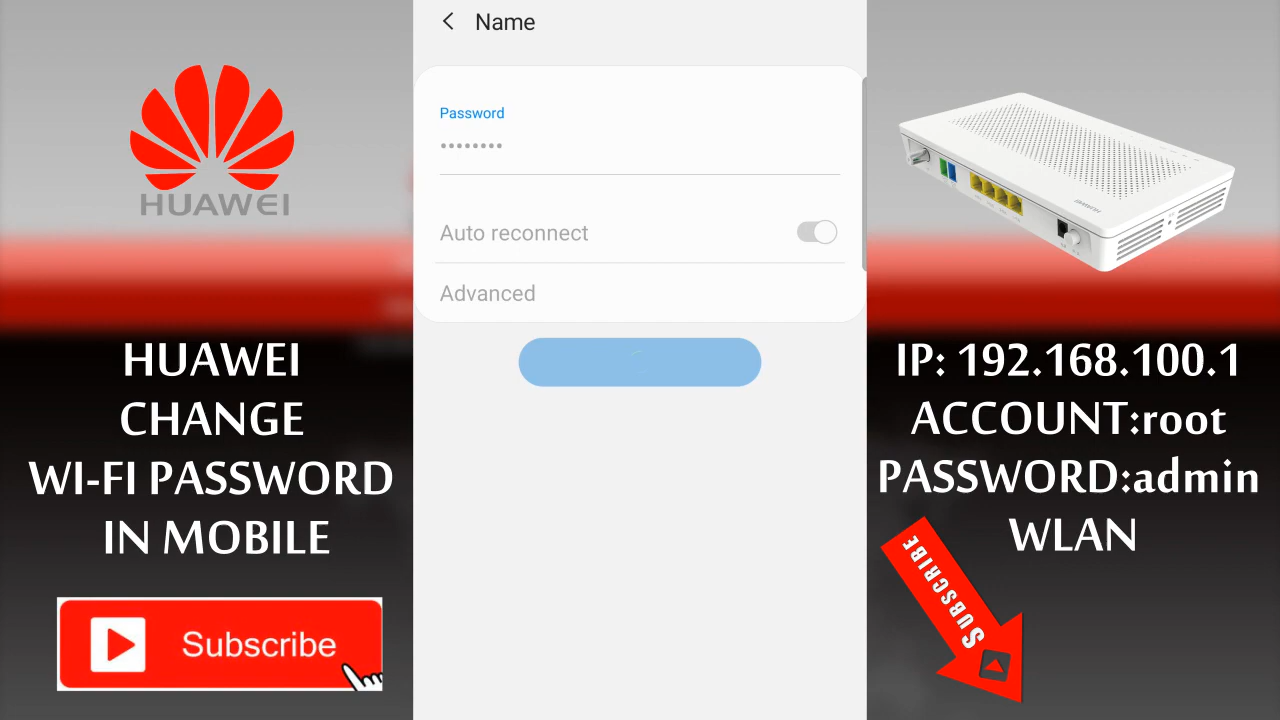 HUAWEI
HUAWEI
CHANGE
WI-FI PASSWORD
IN MOBILE
Subscribe
Name
Password
••••••••
Auto reconnect
Advanced
HUAWEI
IP: 192.168.100.1
ACCOUNT:root
PASSWORD:admin
WLAN
SUBSCRIBE